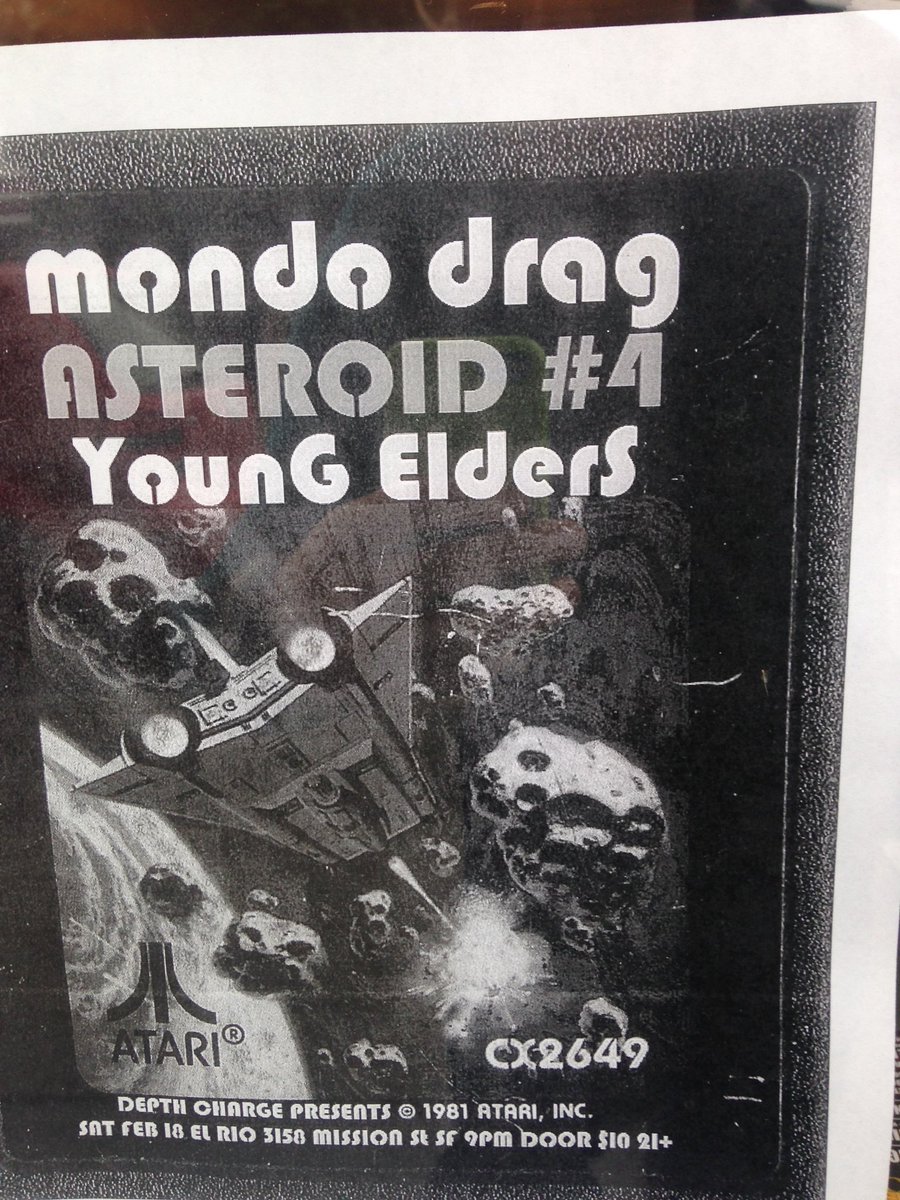 mondo drag
ASTEROID #4
YounG ElderS
ATARI®
CX2649
DEPTH CHARGE PRESENTS © 1981 ATARI, INC.
SAT FEB 18 EL RIO 3158 MISSION St SF 9PM DOOR $10 21+